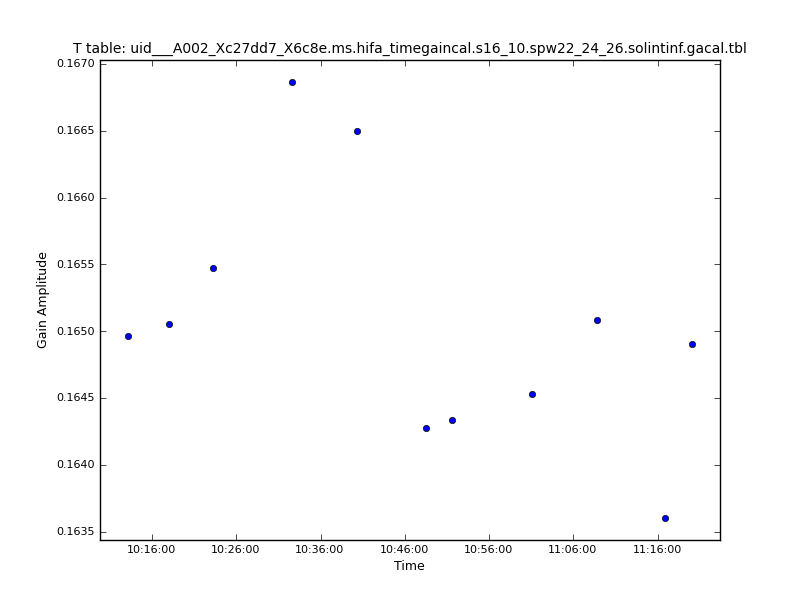 T table: uid___A002_Xc27dd7_X6c8e.ms.hifa_timegaincal.s16_10.spw22_24_26.solintinf.gacal.tbl
0.1670
0.1665
0.1660
0.1655
0.1650
0.1645
0.1640
0.1635
Gain Amplitude
10:16:00 10:26:00 10:36:00 10:46:00 10:56:00 11:06:00 11:16:00
Time